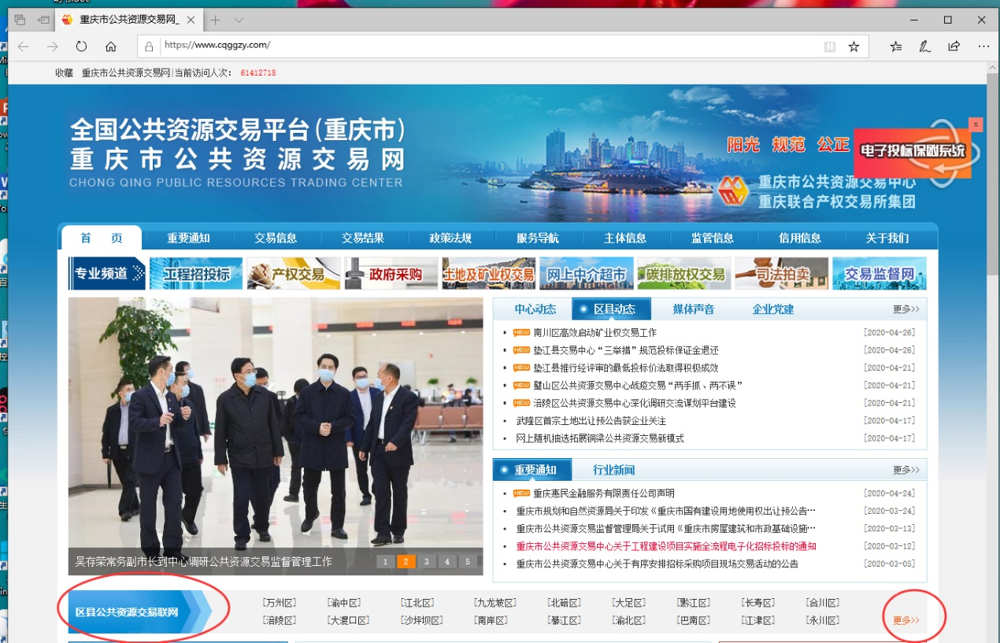 重庆市公共资源交易网_
https://www.cqggzy.com/
收藏 重庆市公共资源交易网|当前访问人次： 61412718
全国公共资源交易平台(重庆市)
重庆市公共资源交易网
CHONG QING PUBLIC RESOURCES TRADING CENTER
阳光 规范 公正
电子投标保函系统
x
重庆市公共资源交易中心
重庆联合产权交易所集团
首 页 重要通知 交易信息 交易结果 政策法规 服务导航 主体信息 监管信息 信用信息 关于我们
专业频道 工程招投标 产权交易 政府采购 土地及矿业权交易 网上中介超市 碳排放权交易 司法拍卖 交易监督网
中心动态 区县动态 媒体声音 企业党建 更多>>
NEW 南川区高效启动矿业权交易工作 [2020-04-26]
NEW 垫江县交易中心“三举措”规范投标保证金退还 [2020-04-26]
NEW 垫江县推行经评审的最低投标价法取得积极成效 [2020-04-21]
NEW 璧山区公共资源交易中心战疫交易“两手抓、两不误” [2020-04-21]
NEW 涪陵区公共资源交易中心深化调研交流谋划平台建设 [2020-04-21]
武隆区首宗土地出让预公告获企业关注 [2020-04-17]
网上随机抽选拓展铜梁公共资源交易新模式 [2020-04-17]
重要通知 行业新闻 更多>>
NEW 重庆惠民金融服务有限责任公司声明 [2020-04-24]
重庆市规划和自然资源局关于印发《重庆市国有建设用地使用权出让预公告… [2020-03-24]
重庆市公共资源交易监督管理局关于试用《重庆市房屋建筑和市政基础设施… [2020-03-13]
重庆市公共资源交易中心关于工程建设项目实施全流程电子化招标投标的通知 [2020-03-12]
重庆市公共资源交易中心关于有序安排招标采购项目现场交易活动的公告 [2020-03-05]
吴存荣常务副市长到中心调研公共资源交易监督管理工作 1 2 3 4 5
区县公共资源交易联网
[万州区] [渝中区] [江北区] [九龙坡区] [北碚区] [大足区] [黔江区] [长寿区] [合川区]
[涪陵区] [大渡口区] [沙坪坝区] [南岸区] [綦江区] [渝北区] [巴南区] [江津区] [永川区]
更多>>